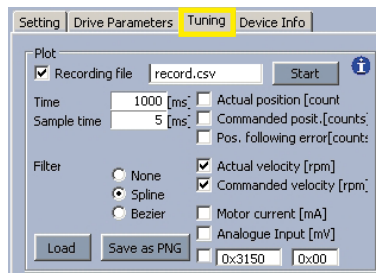 Setting Drive Parameters Tuning Device Info
Plot
Recording file record.csv Start i
Time 1000 [ms] Actual position [count
Sample time 5 [ms] Commanded posit.[counts]
Pos. following error[counts
Filter None Actual velocity [rpm]
Spline Commanded velocity [rpm]
Bezier Motor current [mA]
Analogue Input [mV]
Load Save as PNG 0x3150 0x00